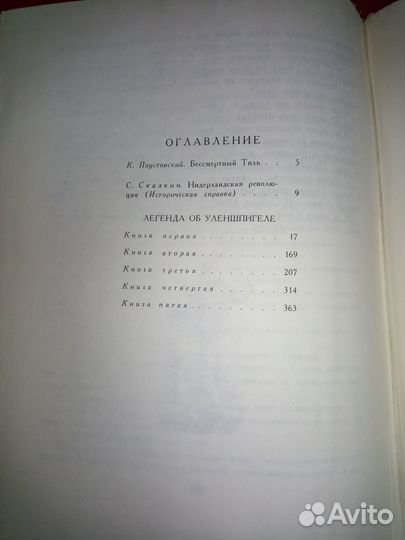 ОГЛАВЛЕНИЕ
К. Паустовский. Бессмертный Тиль . . 5
С. Сказкин. Нидерландская револю-
ция (Историческая справка) . . . . 9
ЛЕГЕНДА ОБ УЛЕНШПИГЕЛЕ
Книга первая . . . . . . . . 17
Книга вторая . . . . . . . . 169
Книга третья . . . . . . . . 207
Книга четвертая . . . . . . . 314
Книга пятая . . . . . . . . . 363
Avito